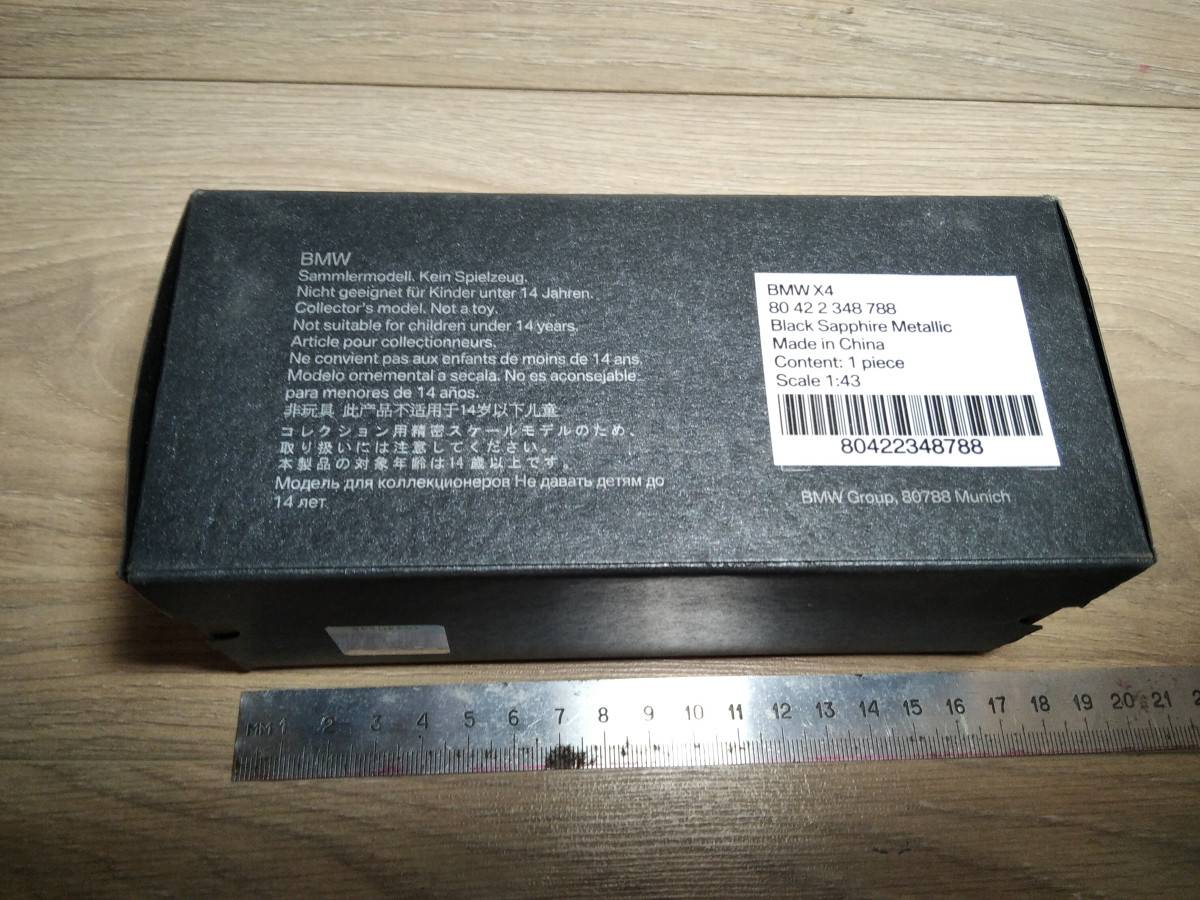 BMW
Sammlermodell. Kein Spielzeug.
Nicht geeignet für Kinder unter 14 Jahren.
Collector's model. Not a toy.
Not suitable for children under 14 years.
Article pour collectionneurs.
Ne convient pas aux enfants de moins de 14 ans.
Modelo ornemental a secala. No es aconsejable
para menores de 14 años.
非玩具 此产品不适用于14岁以下儿童
コレクション用精密スケールモデルのため、
取り扱いには注意してください。
本製品の対象年齢は14歳以上です。
Модель для коллекционеров Не давать детям до
14 лет
BMW X4
80 42 2 348 788
Black Sapphire Metallic
Made in China
Content: 1 piece
Scale 1:43
80422348788
BMW Group, 80788 Munich
MM 1 2 3 4 5 6 7 8 9 10 11 12 13 14 15 16 17 18 19 20 21